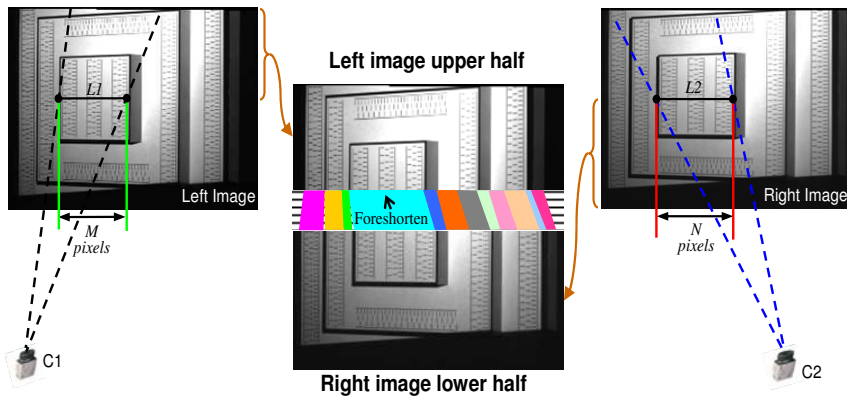 Left image upper half
L1
Left Image
M
pixels
C1
Foreshorten
Right image lower half
L2
Right Image
N
pixels
C2